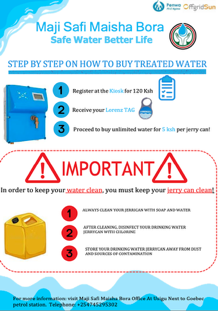 Fenwa
OffgridSun
Maji Safi Maisha Bora
Safe Water Better Life
STEP BY STEP ON HOW TO BUY TREATED WATER
1 Register at the Kiosk for 120 Ksh
2 Receive your Lorenz TAG
3 Proceed to buy unlimited water for 5 ksh per jerry can!
IMPORTANT
In order to keep your water clean, you must keep your jerry can clean!
1 ALWAYS CLEAN YOUR JERRICAN WITH SOAP AND WATER
2 AFTER CLEANING, DISINFECT YOUR DRINKING WATER
JERRYCAN WITH CHLORINE
3 STORE YOUR DRINKING WATER JERRYCAN AWAY FROM DUST
AND SOURCES OF CONTAMINATION
For more information: visit Maji Safi Maisha Bora Office At Usigu Next to Goober
patrol station. Telephone: +254745295302